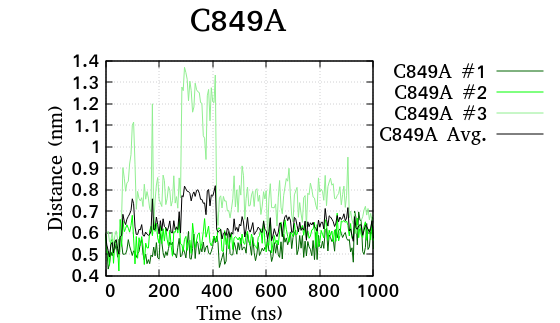 C849A
C849A #1
C849A #2
C849A #3
C849A Avg.
Distance (nm)
1.4
1.3
1.2
1.1
1
0.9
0.8
0.7
0.6
0.5
0.4
0 200 400 600 800 1000
Time (ns)